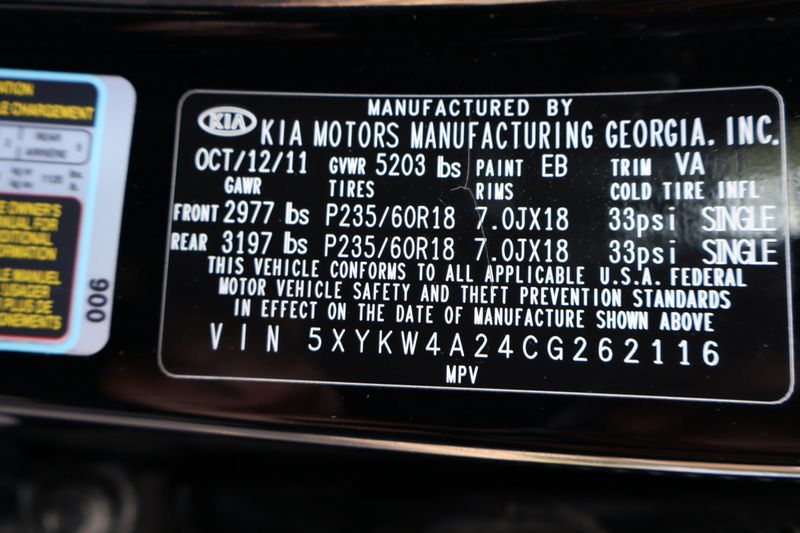 CHARGEMENT
REAR
ARRIERE
006
MANUFACTURED BY
KIA KIA MOTORS MANUFACTURING GEORGIA. INC.
OCT/12/11 GVWR 5203 lbs PAINT EB TRIM VA
GAWR TIRES RIMS COLD TIRE INFL
FRONT 2977 lbs P235/60R18 7.0JX18 33psi SINGLE
REAR 3197 lbs P235/60R18 7.0JX18 33psi SINGLE
THIS VEHICLE CONFORMS TO ALL APPLICABLE U.S.A. FEDERAL
MOTOR VEHICLE SAFETY AND THEFT PREVENTION STANDARDS
IN EFFECT ON THE DATE OF MANUFACTURE SHOWN ABOVE
VIN 5XYKW4A24CG262116
MPV